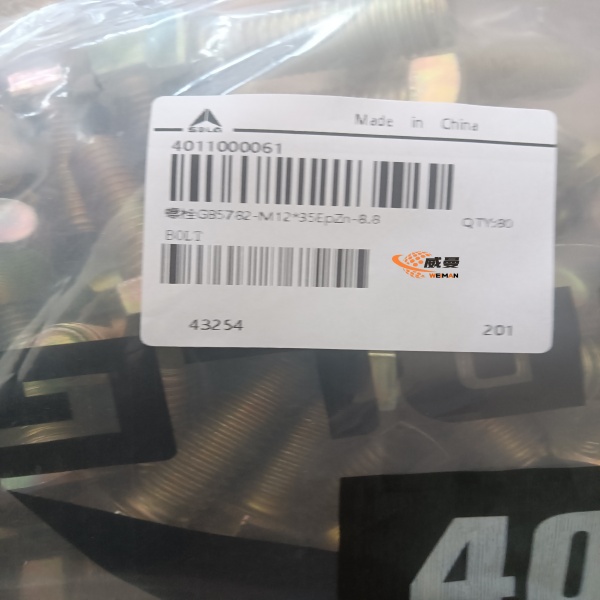 SDLG
Made in China
4011000061
螺栓GB5782-M12*35EpZn-8.8
QTY:80
BOLT
威曼
WEMAN
43254
201
40